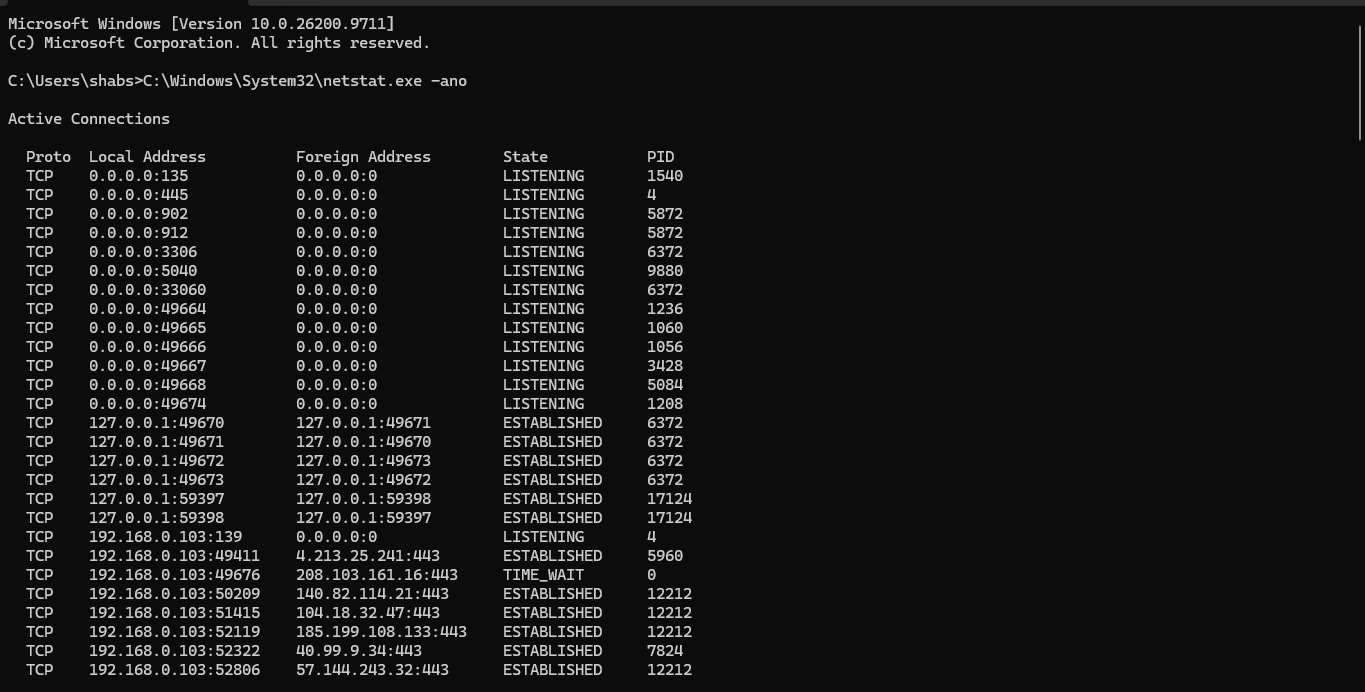 Microsoft Windows [Version 10.0.26200.9711]
(c) Microsoft Corporation. All rights reserved.
C:\Users\shabs>C:\Windows\System32\netstat.exe -ano
Active Connections
Proto  Local Address          Foreign Address        State           PID
TCP    0.0.0.0:135            0.0.0.0:0              LISTENING       1540
TCP    0.0.0.0:445            0.0.0.0:0              LISTENING       4
TCP    0.0.0.0:902            0.0.0.0:0              LISTENING       5872
TCP    0.0.0.0:912            0.0.0.0:0              LISTENING       5872
TCP    0.0.0.0:3306           0.0.0.0:0              LISTENING       6372
TCP    0.0.0.0:5040           0.0.0.0:0              LISTENING       9880
TCP    0.0.0.0:33060          0.0.0.0:0              LISTENING       6372
TCP    0.0.0.0:49664          0.0.0.0:0              LISTENING       1236
TCP    0.0.0.0:49665          0.0.0.0:0              LISTENING       1060
TCP    0.0.0.0:49666          0.0.0.0:0              LISTENING       1056
TCP    0.0.0.0:49667          0.0.0.0:0              LISTENING       3428
TCP    0.0.0.0:49668          0.0.0.0:0              LISTENING       5084
TCP    0.0.0.0:49674          0.0.0.0:0              LISTENING       1208
TCP    127.0.0.1:49670        127.0.0.1:49671        ESTABLISHED     6372
TCP    127.0.0.1:49671        127.0.0.1:49670        ESTABLISHED     6372
TCP    127.0.0.1:49672        127.0.0.1:49673        ESTABLISHED     6372
TCP    127.0.0.1:49673        127.0.0.1:49672        ESTABLISHED     6372
TCP    127.0.0.1:59397        127.0.0.1:59398        ESTABLISHED     17124
TCP    127.0.0.1:59398        127.0.0.1:59397        ESTABLISHED     17124
TCP    192.168.0.103:139      0.0.0.0:0              LISTENING       4
TCP    192.168.0.103:49411    4.213.25.241:443       ESTABLISHED     5960
TCP    192.168.0.103:49676    208.103.161.16:443     TIME_WAIT       0
TCP    192.168.0.103:50209    140.82.114.21:443      ESTABLISHED     12212
TCP    192.168.0.103:51415    104.18.32.47:443       ESTABLISHED     12212
TCP    192.168.0.103:52119    185.199.108.133:443    ESTABLISHED     12212
TCP    192.168.0.103:52322    40.99.9.34:443         ESTABLISHED     7824
TCP    192.168.0.103:52806    57.144.243.32:443      ESTABLISHED     12212